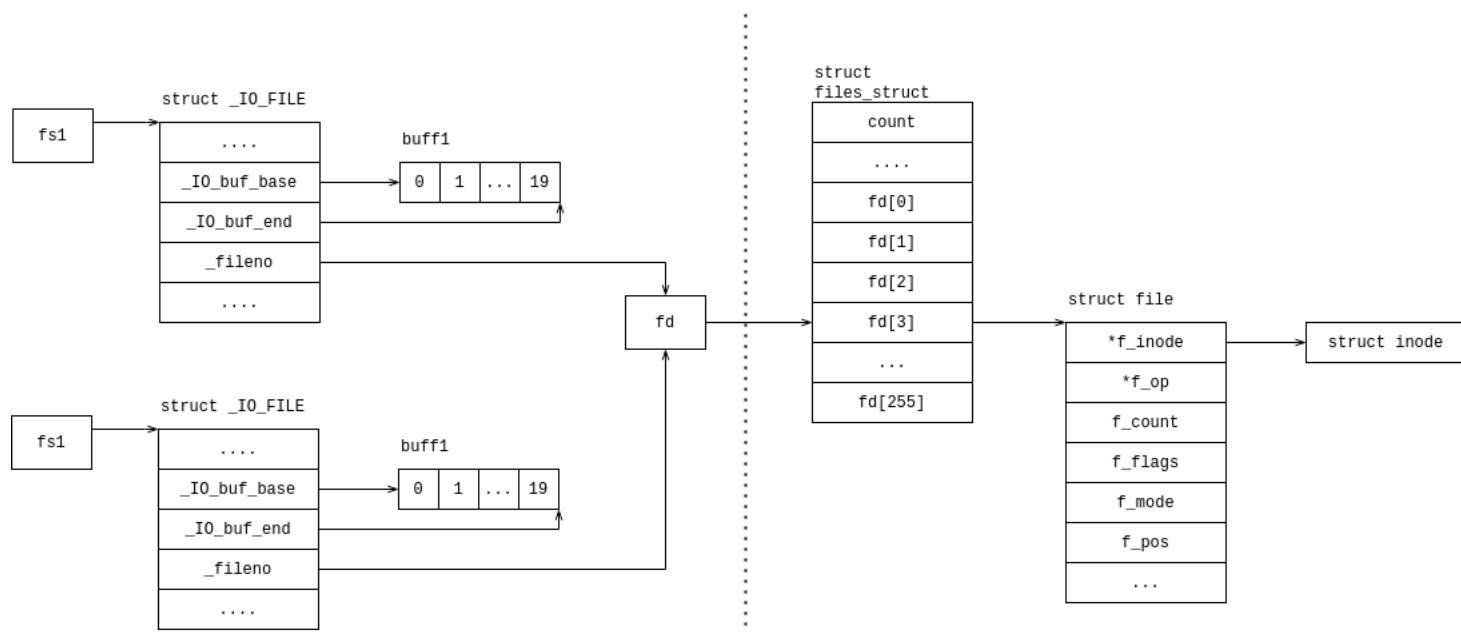 struct _IO_FILE
fs1
....
_IO_buf_base
_IO_buf_end
_fileno
....
buff1
0 1 ... 19
struct _IO_FILE
fs1
....
_IO_buf_base
_IO_buf_end
_fileno
....
buff1
0 1 ... 19
fd
struct
files_struct
count
....
fd[0]
fd[1]
fd[2]
fd[3]
...
fd[255]
struct file
*f_inode
*f_op
f_count
f_flags
f_mode
f_pos
...
struct inode